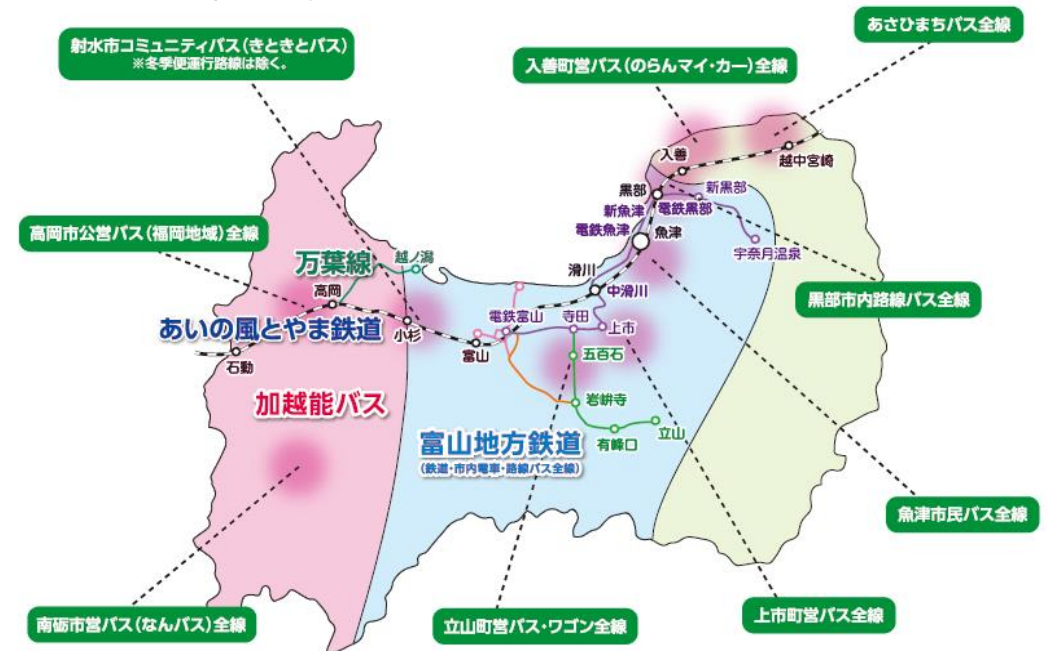 あさひまちバス全線
射水市コミュニティバス(きときとバス)
※冬季便運行路線は除く。
入善町営バス(のらんマイ・カー)全線
入善
越中宮崎
黒部
新黒部
新魚津
電鉄黒部
電鉄魚津
魚津
宇奈月温泉
高岡市公営バス(福岡地域)全線
万葉線
越ノ潟
滑川
中滑川
黒部市内路線バス全線
高岡
あいの風とやま鉄道
小杉
電鉄富山
寺田
上市
富山
石動
五百石
加越能バス
岩峅寺
立山
有峰口
富山地方鉄道
(鉄道・市内電車・路線バス全線)
魚津市民バス全線
南砺市営バス(なんバス)全線
立山町営バス・ワゴン全線
上市町営バス全線